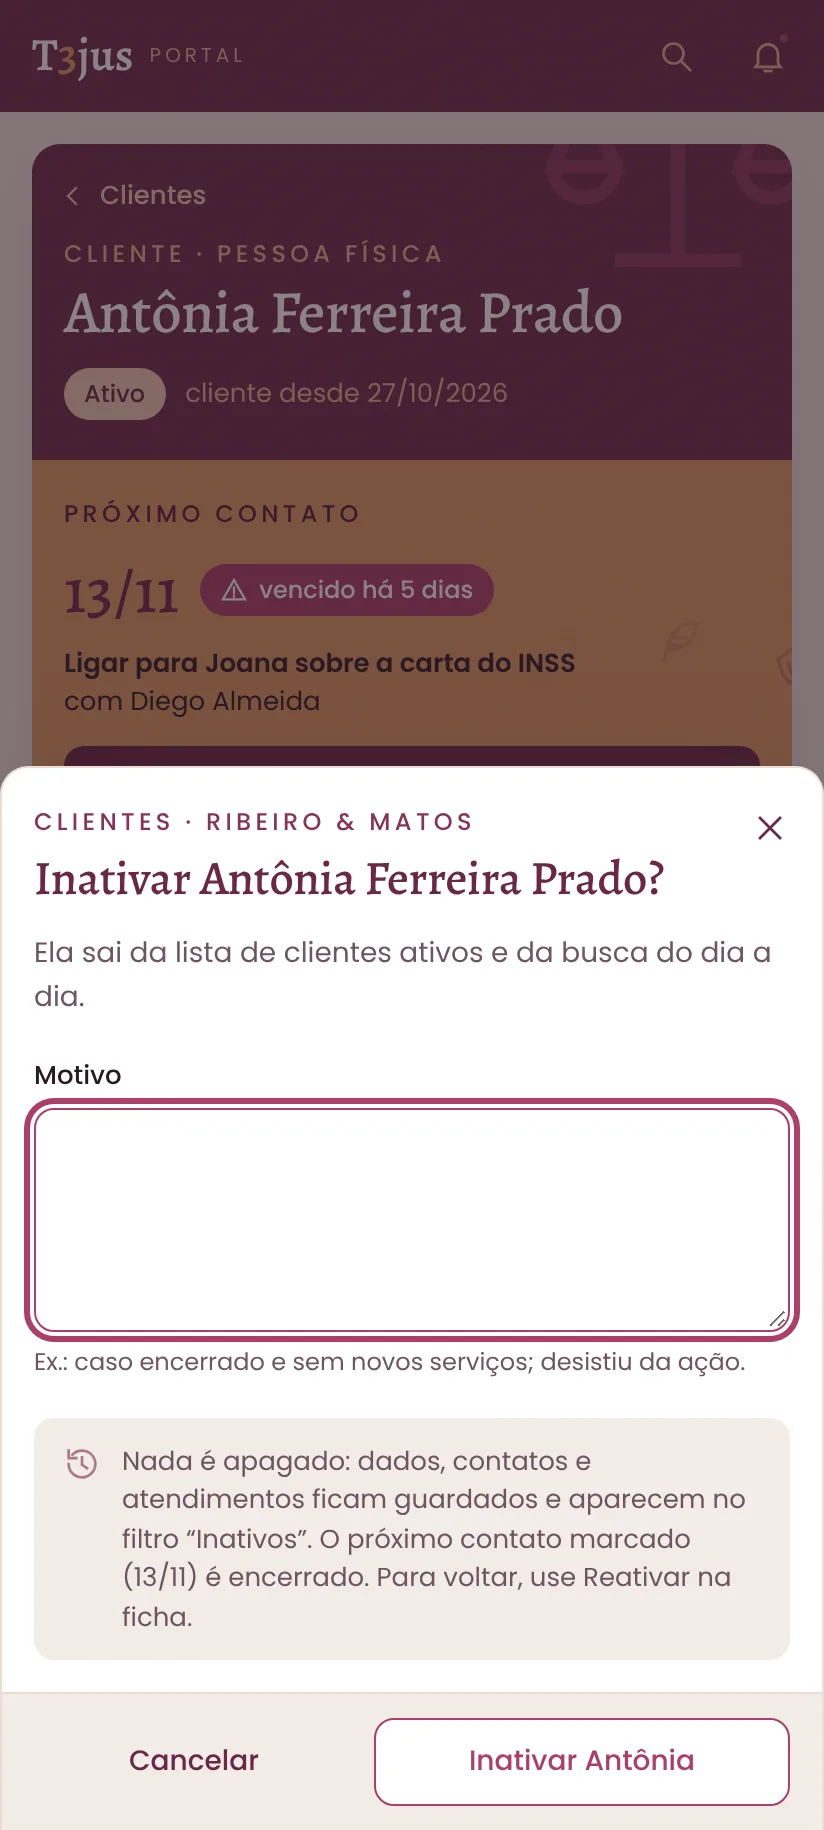 T3jus PORTAL
Clientes
CLIENTE · PESSOA FÍSICA
Antônia Ferreira Prado
Ativo cliente desde 27/10/2026
PRÓXIMO CONTATO
13/11 vencido há 5 dias
Ligar para Joana sobre a carta do INSS
com Diego Almeida
CLIENTES · RIBEIRO & MATOS
Inativar Antônia Ferreira Prado?
Ela sai da lista de clientes ativos e da busca do dia a
dia.
Motivo
Ex.: caso encerrado e sem novos serviços; desistiu da ação.
Nada é apagado: dados, contatos e
atendimentos ficam guardados e aparecem no
filtro “Inativos”. O próximo contato marcado
(13/11) é encerrado. Para voltar, use Reativar na
ficha.
Cancelar
Inativar Antônia